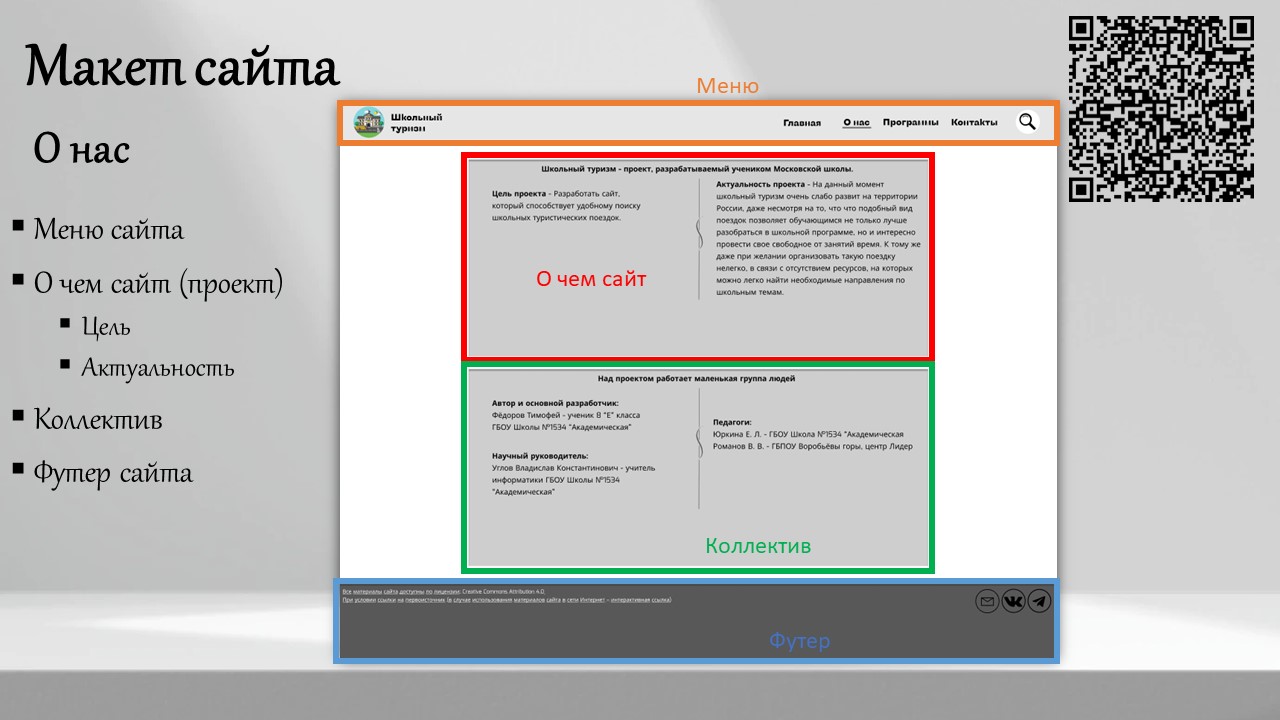 Макет сайта
О нас
Меню сайта
О чем сайт (проект)
Цель
Актуальность
Коллектив
Футер сайта
Меню
Школьный
туризм
Главная О нас Программы Контакты
Школьный туризм - проект, разрабатываемый учеником Московской школы.
Цель проекта - Разработать сайт,
который способствует удобному поиску
школьных туристических поездок.
Актуальность проекта - На данный момент
школьный туризм очень слабо развит на территории
России, даже несмотря на то, что что подобный вид
поездок позволяет обучающимся не только лучше
разобраться в школьной программе, но и интересно
провести свое свободное от занятий время. К тому же
даже при желании организовать такую поездку
нелегко, в связи с отсутствием ресурсов, на которых
можно легко найти необходимые направления по
школьным темам.
О чем сайт
Над проектом работает маленькая группа людей
Автор и основной разработчик:
Фёдоров Тимофей - ученик 8 "Е" класса
ГБОУ Школы №1534 "Академическая"
Научный руководитель:
Углов Владислав Константинович - учитель
информатики ГБОУ Школы №1534
"Академическая"
Педагоги:
Юркина Е. Л. - ГБОУ Школа №1534 "Академическая
Романов В. В. - ГБПОУ Воробьёвы горы, центр Лидер
Коллектив
Все материалы сайта доступны по лицензии: Creative Commons Attribution 4.0,
При условии ссылки на первоисточник (в случае использования материалов сайта в сети Интернет – интерактивная ссылка)
Футер